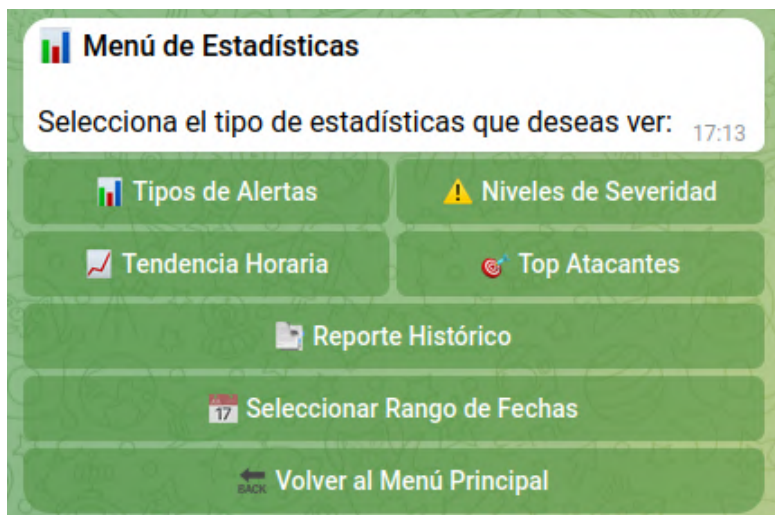 📊 Menú de Estadísticas
Selecciona el tipo de estadísticas que deseas ver: 17:13
📊 Tipos de Alertas
⚠️ Niveles de Severidad
📈 Tendencia Horaria
🎯 Top Atacantes
Reporte Histórico
📅 Seleccionar Rango de Fechas
🔙 Volver al Menú Principal